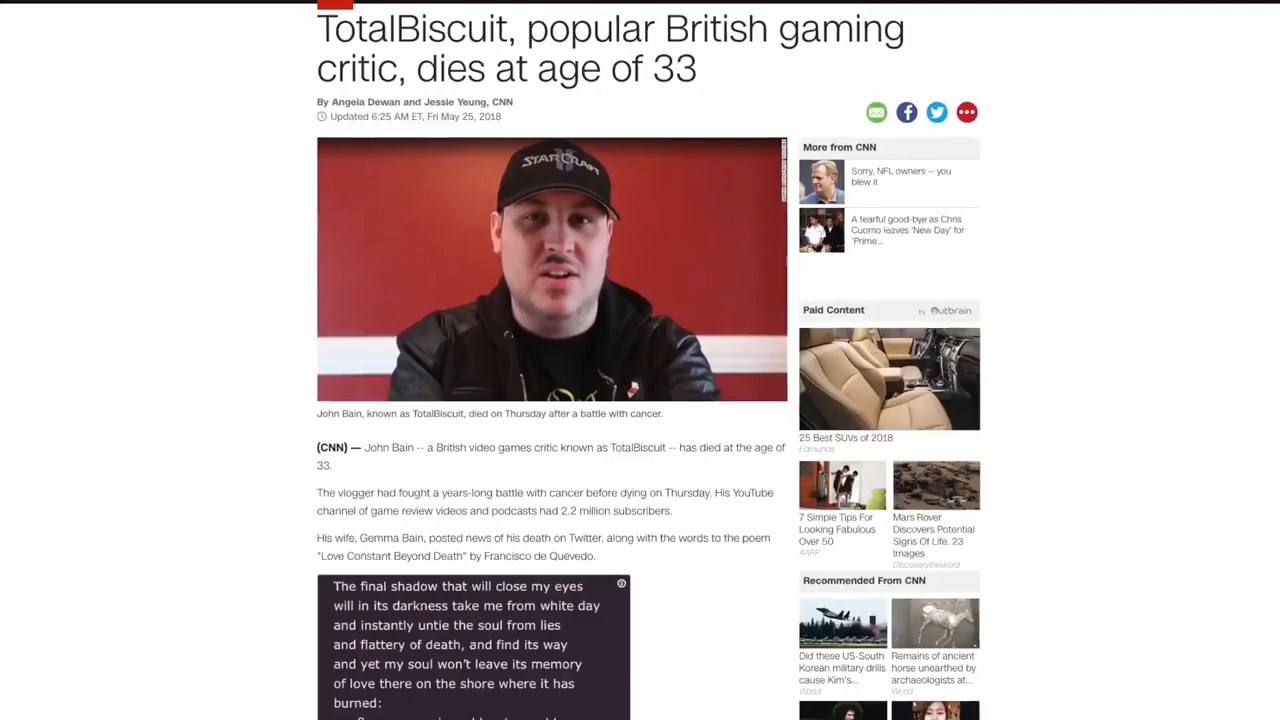 TotalBiscuit, popular British gaming
critic, dies at age of 33
By Angela Dewan and Jessie Yeung, CNN
Updated 6:25 AM ET, Fri May 25, 2018
STARCRAFT
II
John Bain, known as TotalBiscuit, died on Thursday after a battle with cancer.
(CNN) — John Bain -- a British video games critic known as TotalBiscuit -- has died at the age of
33.
The vlogger had fought a years-long battle with cancer before dying on Thursday. His YouTube
channel of game review videos and podcasts had 2.2 million subscribers.
His wife, Gemma Bain, posted news of his death on Twitter, along with the words to the poem
"Love Constant Beyond Death" by Francisco de Quevedo.
The final shadow that will close my eyes
will in its darkness take me from white day
and instantly untie the soul from lies
and flattery of death, and find its way
and yet my soul won't leave its memory
of love there on the shore where it has
burned:
More from CNN
Sorry, NFL owners -- you
blew it
A tearful good-bye as Chris
Cuomo leaves 'New Day' for
'Prime...
Paid Content
by Outbrain
25 Best SUVs of 2018
Edmunds
7 Simple Tips For
Looking Fabulous
Over 50
AARP
Mars Rover
Discovers Potential
Signs Of Life. 23
Images
Discoverytheword
Recommended From CNN
Did these US-South
Korean military drills
cause Kim's...
World
Remains of ancient
horse unearthed by
archaeologists at...
World